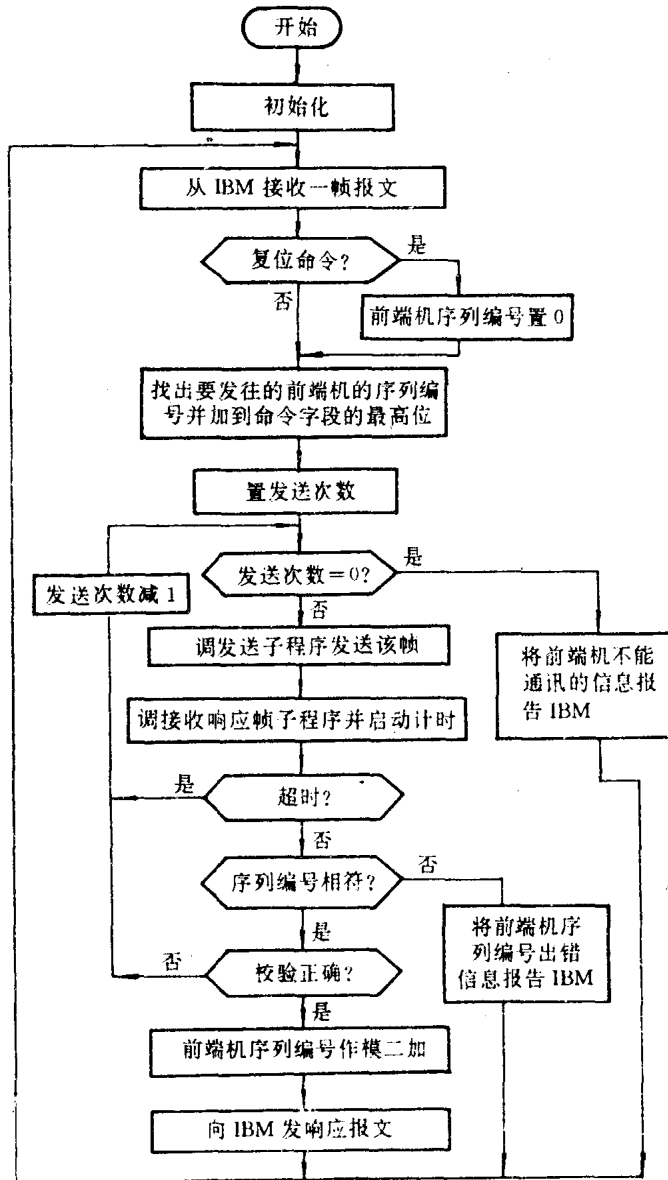 开始
初始化
从 IBM 接收一帧报文
复位命令?
是
否
前端机序列编号置 0
找出要发往的前端机的序列编
号并加到命令字段的最高位
置发送次数
发送次数=0?
是
发送次数减 1
否
调发送子程序发送该帧
将前端机不能
通讯的信息报
告 IBM
调接收响应帧子程序并启动计时
是
超时?
否
序列编号相符?
否
是
将前端机序
列编号出错
信息报告 IBM
否
校验正确?
是
前端机序列编号作模二加
向 IBM 发响应报文